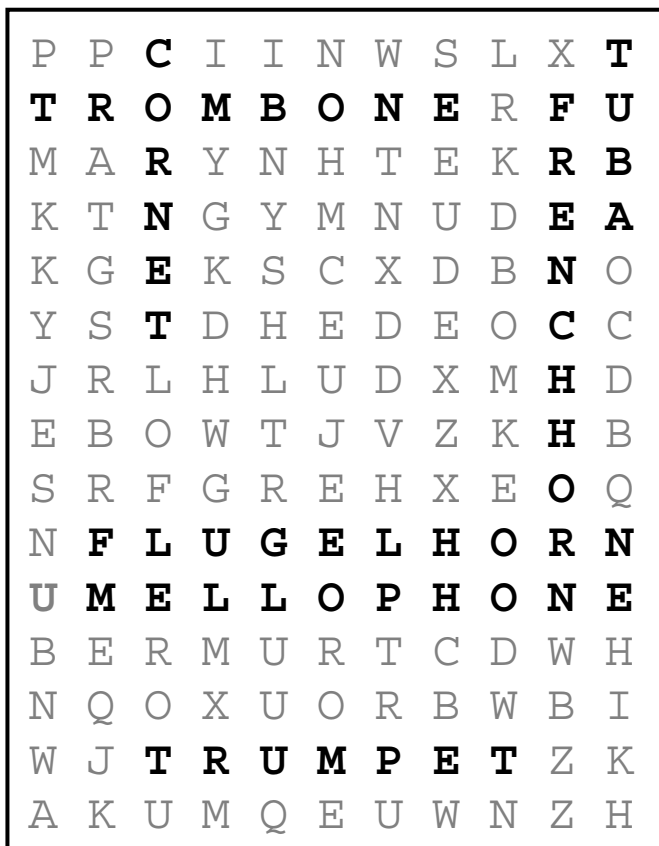 P P C I I N W S L X T
T R O M B O N E R F U
M A R Y N H T E K R B
K T N G Y M N U D E A
K G E K S C X D B N O
Y S T D H E D E O C C
J R L H L U D X M H D
E B O W T J V Z K H B
S R F G R E H X E O Q
N F L U G E L H O R N
U M E L L O P H O N E
B E R M U R T C D W H
N Q O X U O R B W B I
W J T R U M P E T Z K
A K U M Q E U W N Z H